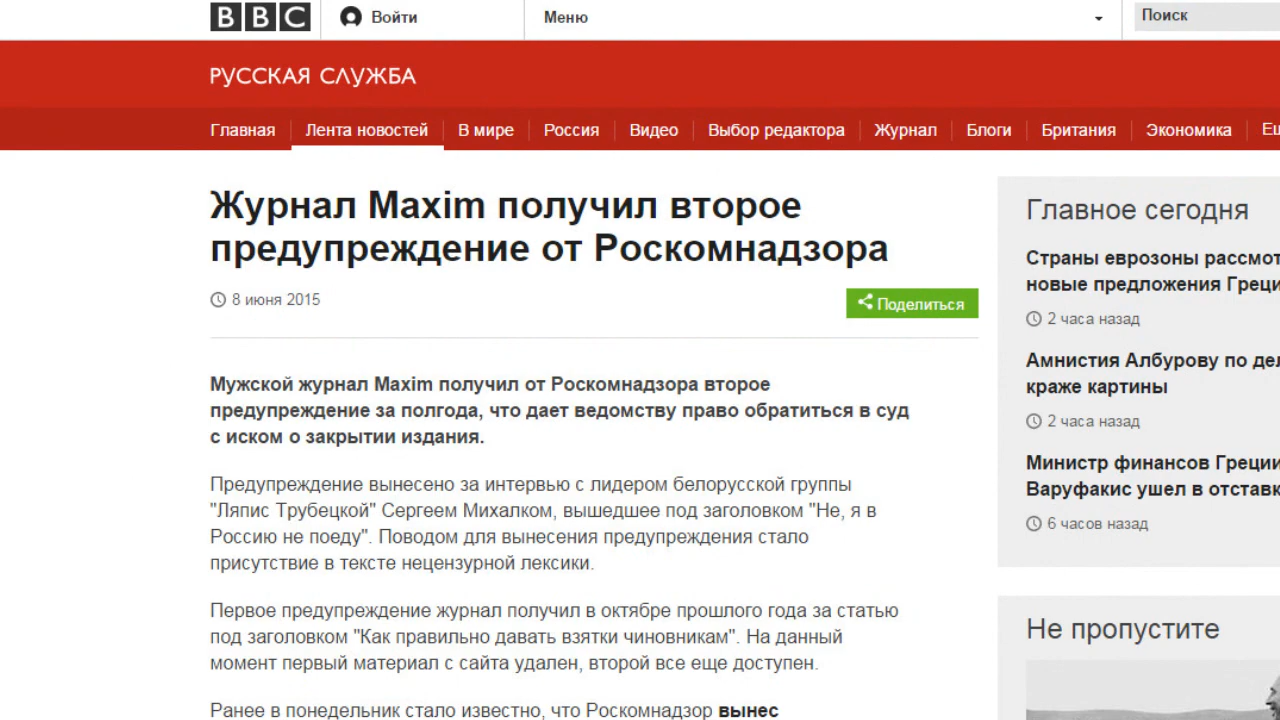 BBC
Войти
Меню
Поиск
РУССКАЯ СЛУЖБА
Главная
Лента новостей
В мире
Россия
Видео
Выбор редактора
Журнал
Блоги
Британия
Экономика
Журнал Maxim получил второе
предупреждение от Роскомнадзора
8 июня 2015
Поделиться
Мужской журнал Maxim получил от Роскомнадзора второе
предупреждение за полгода, что дает ведомству право обратиться в суд
с иском о закрытии издания.
Предупреждение вынесено за интервью с лидером белорусской группы
"Ляпис Трубецкой" Сергеем Михалком, вышедшее под заголовком "Не, я в
Россию не поеду". Поводом для вынесения предупреждения стало
присутствие в тексте нецензурной лексики.
Первое предупреждение журнал получил в октябре прошлого года за статью
под заголовком "Как правильно давать взятки чиновникам". На данный
момент первый материал с сайта удален, второй все еще доступен.
Ранее в понедельник стало известно, что Роскомнадзор вынес
Главное сегодня
Страны еврозоны рассмот
новые предложения Греци
2 часа назад
Амнистия Албурову по дел
краже картины
2 часа назад
Министр финансов Греции
Варуфакис ушел в отставк
6 часов назад
Не пропустите